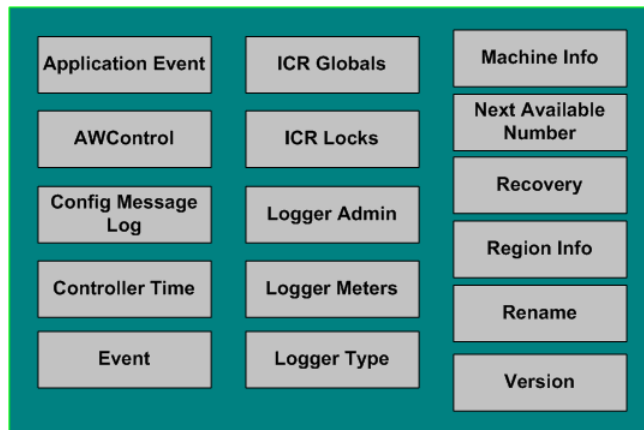 Application Event
AWControl
Config Message
Log
Controller Time
Event
ICR Globals
ICR Locks
Logger Admin
Logger Meters
Logger Type
Machine Info
Next Available
Number
Recovery
Region Info
Rename
Version